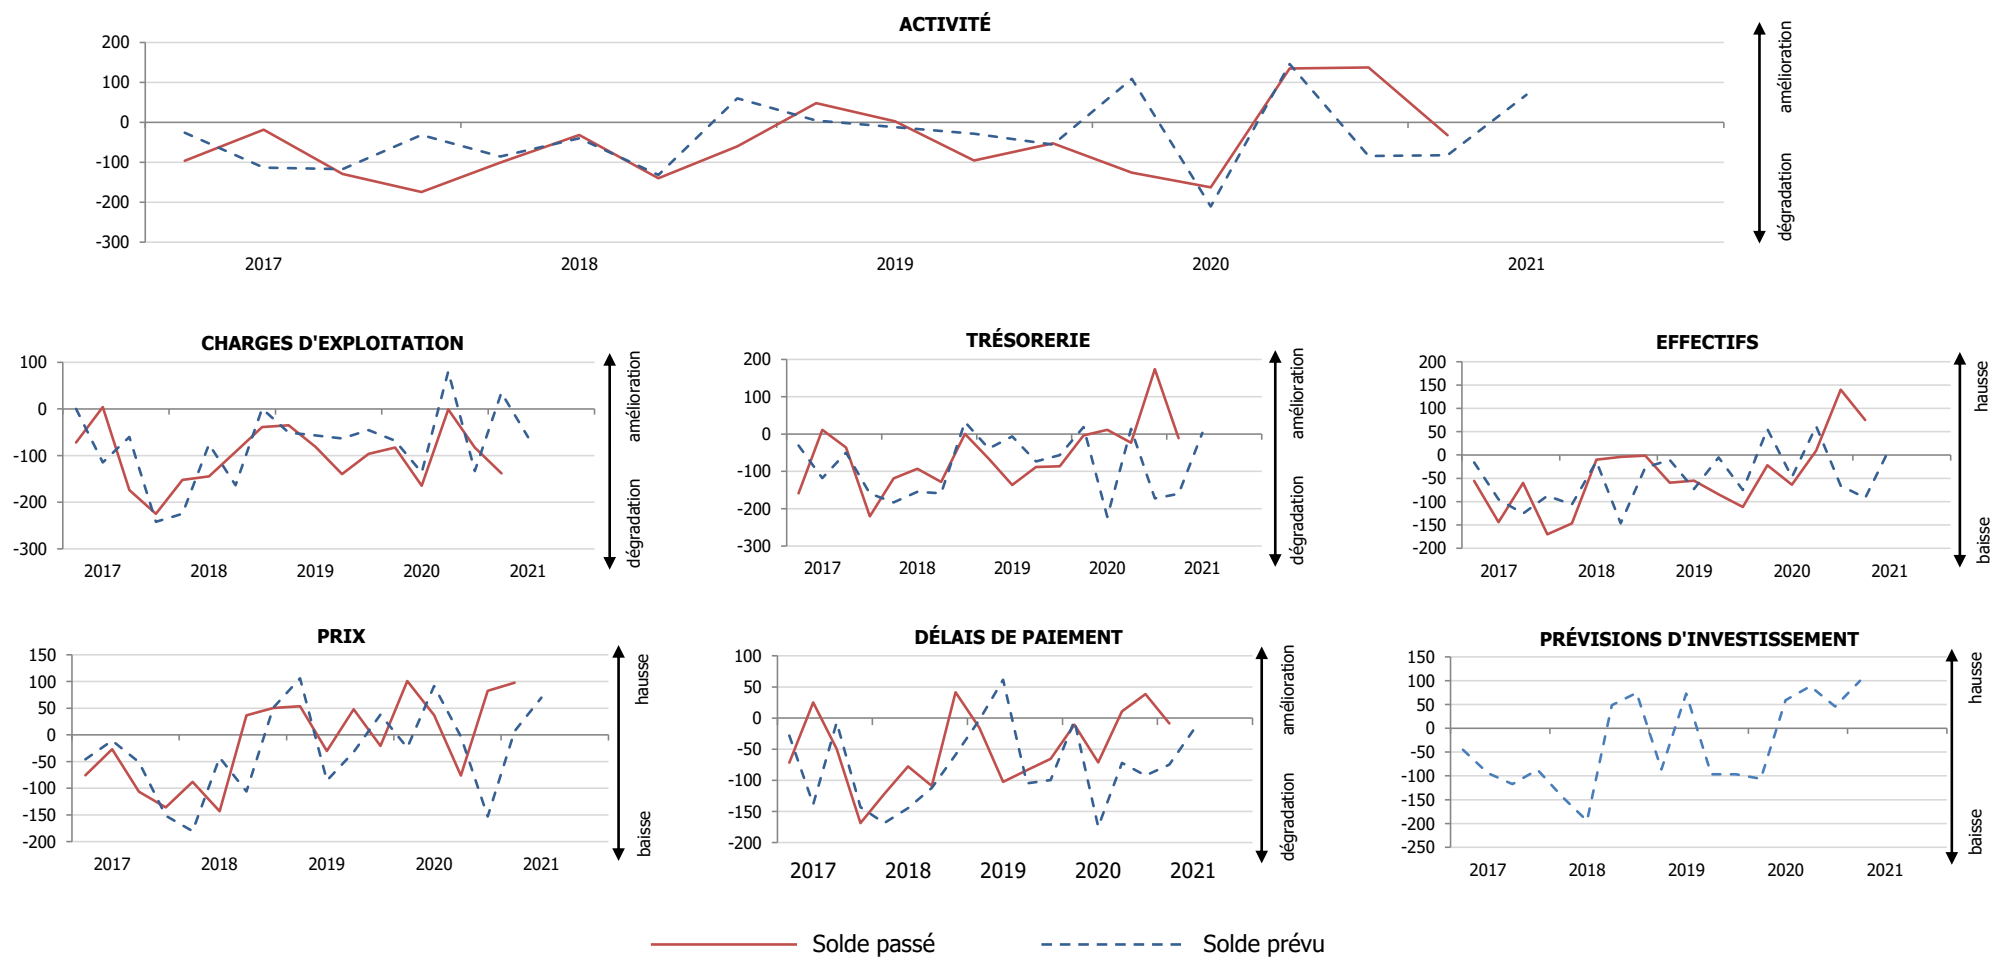 ACTIVITÉ
200
100
0
-100
-200
-300
2017 2018 2019 2020 2021
amélioration
dégradation
CHARGES D'EXPLOITATION
100
0
-100
-200
-300
2017 2018 2019 2020 2021
amélioration
dégradation
TRÉSORERIE
200
100
0
-100
-200
-300
2017 2018 2019 2020 2021
amélioration
dégradation
EFFECTIFS
200
150
100
50
0
-50
-100
-150
-200
2017 2018 2019 2020 2021
hausse
baisse
PRIX
150
100
50
0
-50
-100
-150
-200
2017 2018 2019 2020 2021
hausse
baisse
DÉLAIS DE PAIEMENT
100
50
0
-50
-100
-150
-200
2017 2018 2019 2020 2021
amélioration
dégradation
PRÉVISIONS D'INVESTISSEMENT
150
100
50
0
-50
-100
-150
-200
-250
2017 2018 2019 2020 2021
hausse
baisse
Solde passé Solde prévu